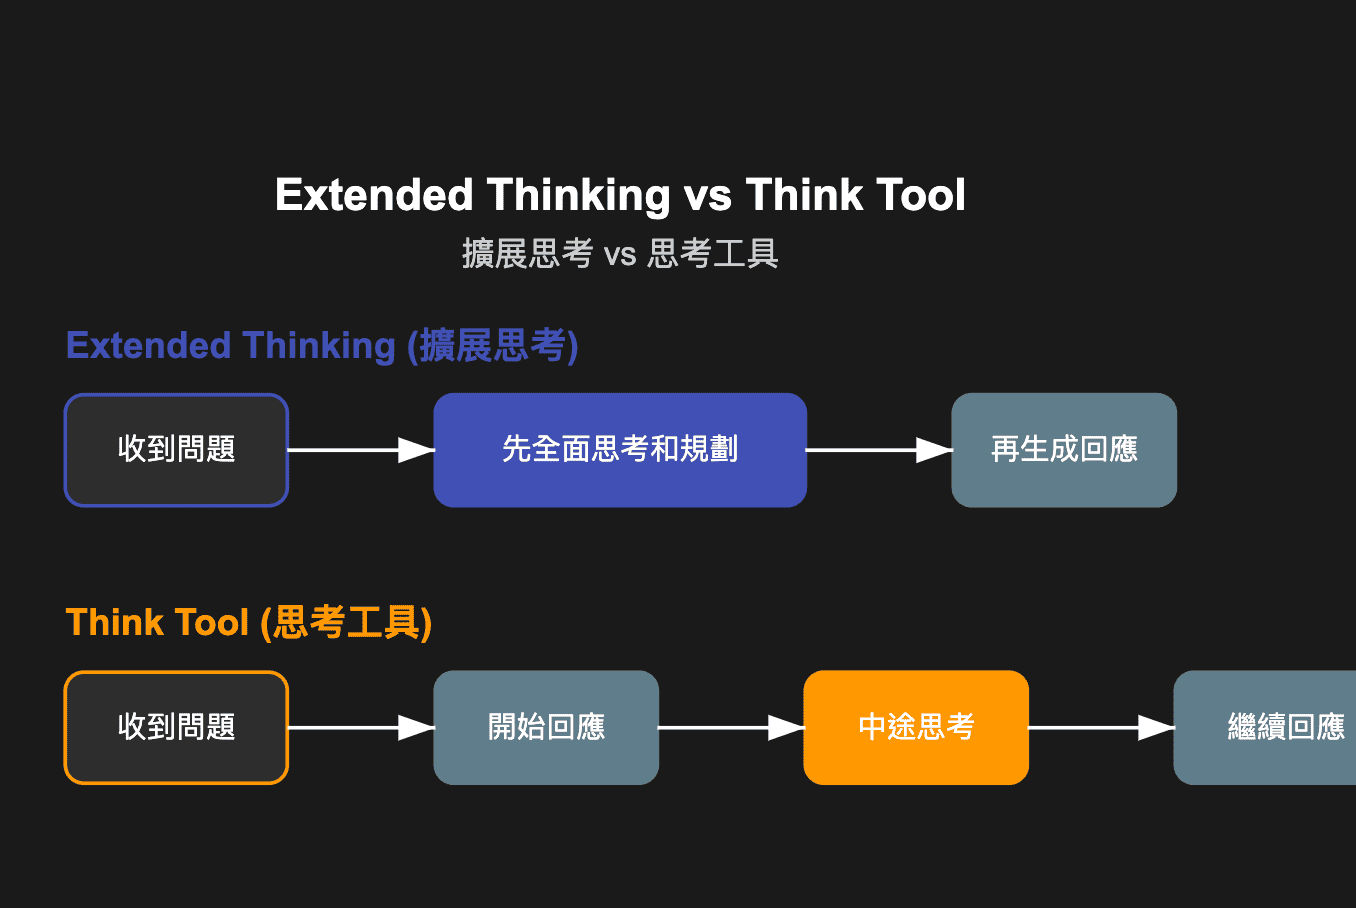 Extended Thinking vs Think Tool
擴展思考 vs 思考工具
Extended Thinking (擴展思考)
收到問題
先全面思考和規劃
再生成回應
Think Tool (思考工具)
收到問題
開始回應
中途思考
繼續回應